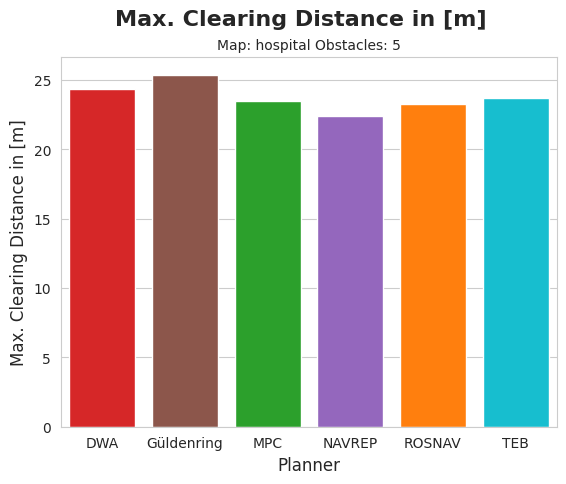 Max. Clearing Distance in [m]
Map: hospital Obstacles: 5
Max. Clearing Distance in [m]
25
20
15
10
5
0
DWA
Güldenring
MPC
NAVREP
ROSNAV
TEB
Planner